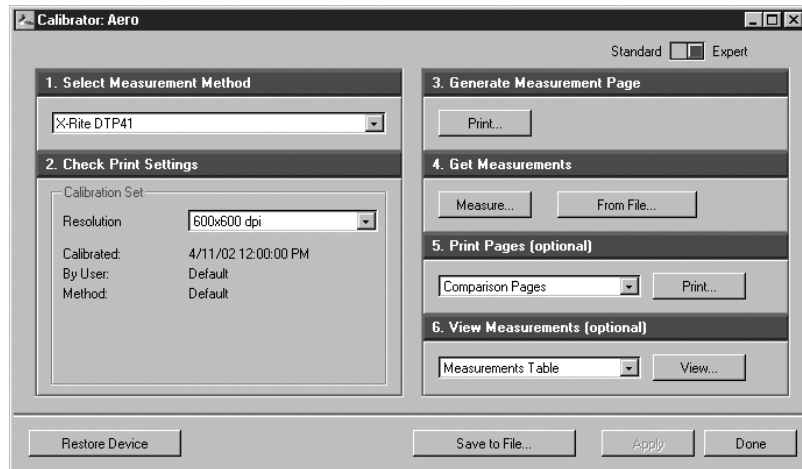 Calibrator: Aero
Standard Expert
1. Select Measurement Method
X-Rite DTP41
2. Check Print Settings
Calibration Set
Resolution 600x600 dpi
Calibrated: 4/11/02 12:00:00 PM
By User: Default
Method: Default
3. Generate Measurement Page
Print...
4. Get Measurements
Measure... From File...
5. Print Pages (optional)
Comparison Pages Print...
6. View Measurements (optional)
Measurements Table View...
Restore Device Save to File... Apply Done